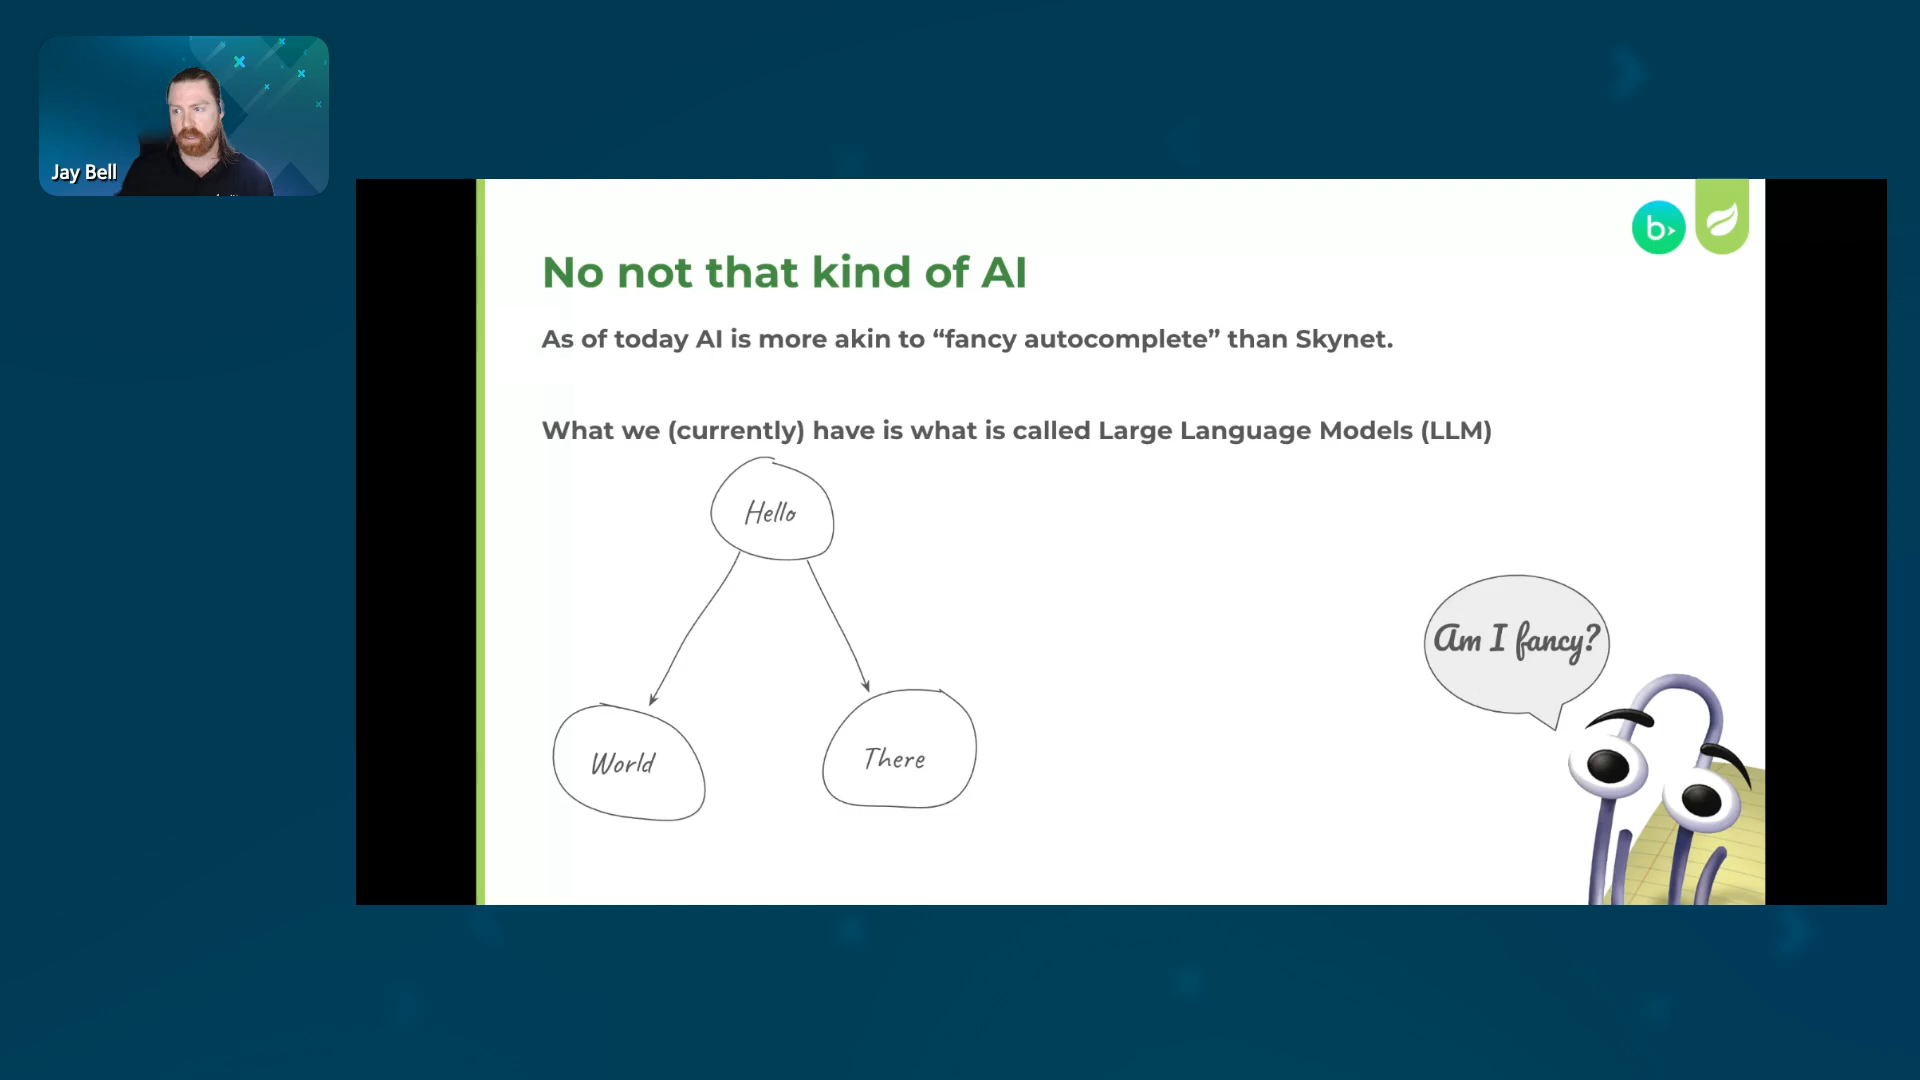 Jay Bell
b
No not that kind of AI
As of today AI is more akin to “fancy autocomplete” than Skynet.
What we (currently) have is what is called Large Language Models (LLM)
Hello
World
There
Am I fancy?